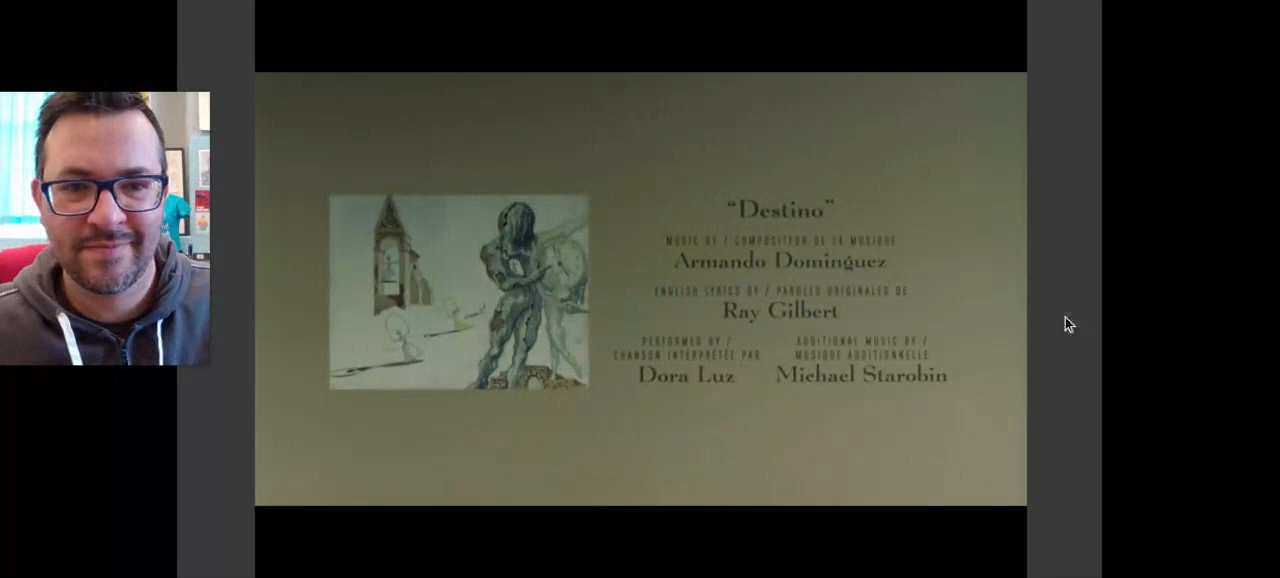 “Destino”
MUSIC BY / COMPOSITEUR DE LA MUSIQUE
Armando Dominguez
ENGLISH LYRICS BY / PAROLES ORIGINALES DE
Ray Gilbert
PERFORMED BY /
CHANSON INTERPRÉTÉE PAR
Dora Luz
ADDITIONAL MUSIC BY /
MUSIQUE ADDITIONNELLE
Michael Starobin